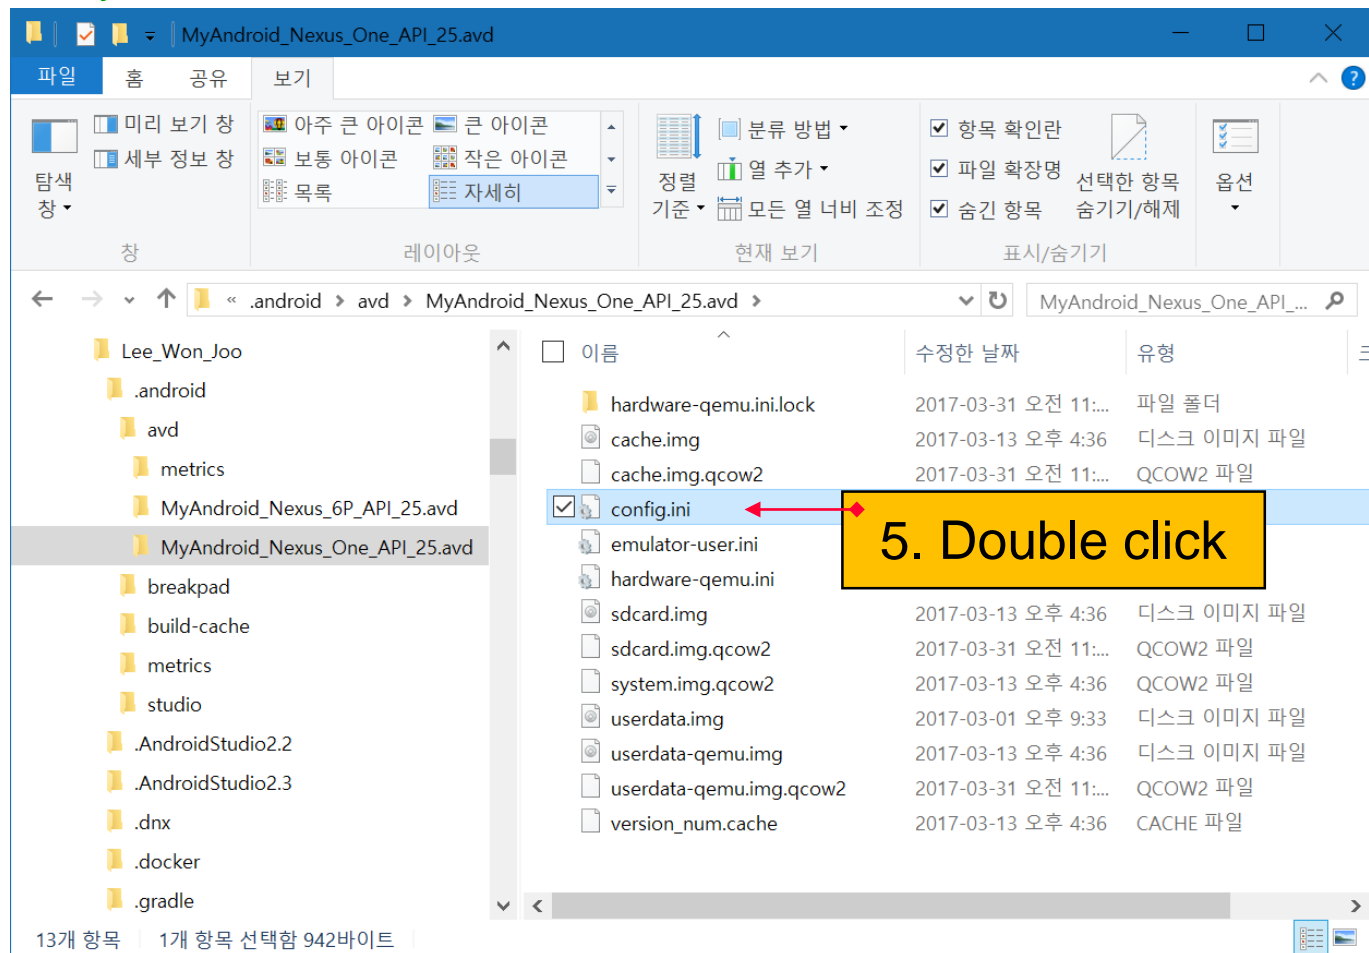 MyAndroid_Nexus_One_API_25.avd
파일 홈 공유 보기
미리 보기 창
세부 정보 창
탐색
창
아주 큰 아이콘 큰 아이콘
보통 아이콘 작은 아이콘
목록 자세히
정렬
기준
분류 방법
열 추가
모든 열 너비 조정
항목 확인란
파일 확장명
숨긴 항목
선택한 항목
숨기기/해제
옵션
창 레이아웃 현재 보기 표시/숨기기
« .android > avd > MyAndroid_Nexus_One_API_25.avd >
MyAndroid_Nexus_One_API_...
Lee_Won_Joo
.android
avd
metrics
MyAndroid_Nexus_6P_API_25.avd
MyAndroid_Nexus_One_API_25.avd
breakpad
build-cache
metrics
studio
.AndroidStudio2.2
.AndroidStudio2.3
.dnx
.docker
.gradle
이름 수정한 날짜 유형
hardware-qemu.ini.lock 2017-03-31 오전 11:... 파일 폴더
cache.img 2017-03-13 오후 4:36 디스크 이미지 파일
cache.img.qcow2 2017-03-31 오전 11:... QCOW2 파일
config.ini
5. Double click
emulator-user.ini
hardware-qemu.ini
sdcard.img 2017-03-13 오후 4:36 디스크 이미지 파일
sdcard.img.qcow2 2017-03-31 오전 11:... QCOW2 파일
system.img.qcow2 2017-03-13 오후 4:36 QCOW2 파일
userdata.img 2017-03-01 오후 9:33 디스크 이미지 파일
userdata-qemu.img 2017-03-13 오후 4:36 디스크 이미지 파일
userdata-qemu.img.qcow2 2017-03-31 오전 11:... QCOW2 파일
version_num.cache 2017-03-13 오후 4:36 CACHE 파일
13개 항목 1개 항목 선택함 942바이트